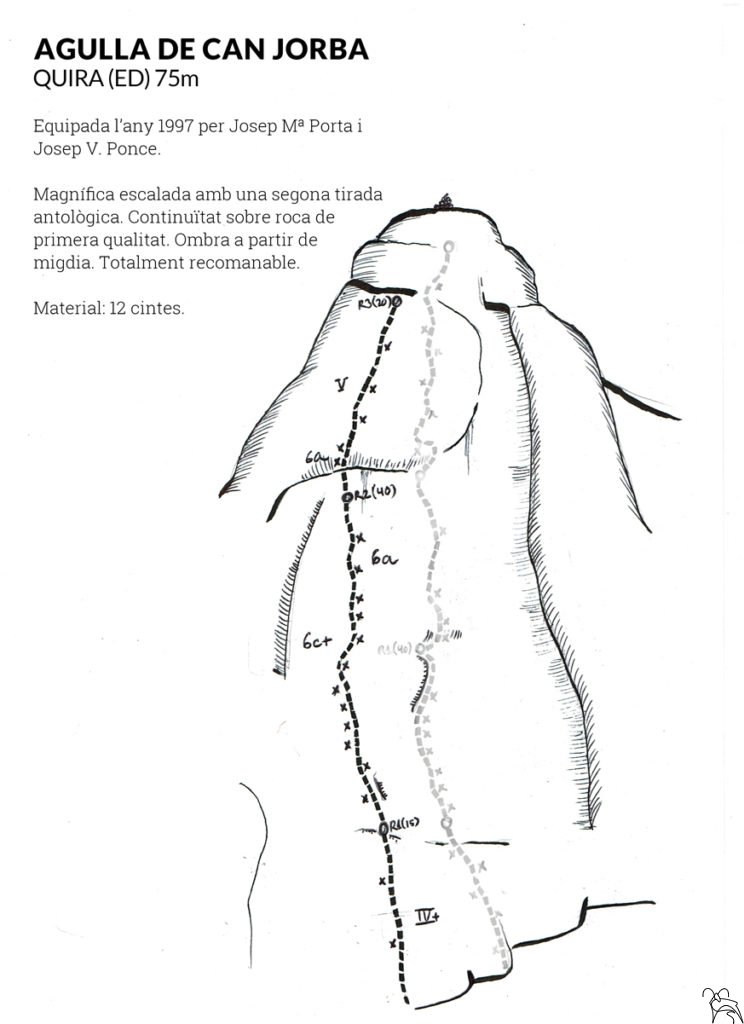 AGULLA DE CAN JORBA
QUIRA (ED) 75m
Equipada l'any 1997 per Josep Mª Porta i
Josep V. Ponce.
Magnífica escalada amb una segona tirada
antològica. Continuïtat sobre roca de
primera qualitat. Ombra a partir de
migdia. Totalment recomanable.
Material: 12 cintes.
R3(20)
V
6a
R2(40)
6a
6c+
(40)
R1(15)
IV+